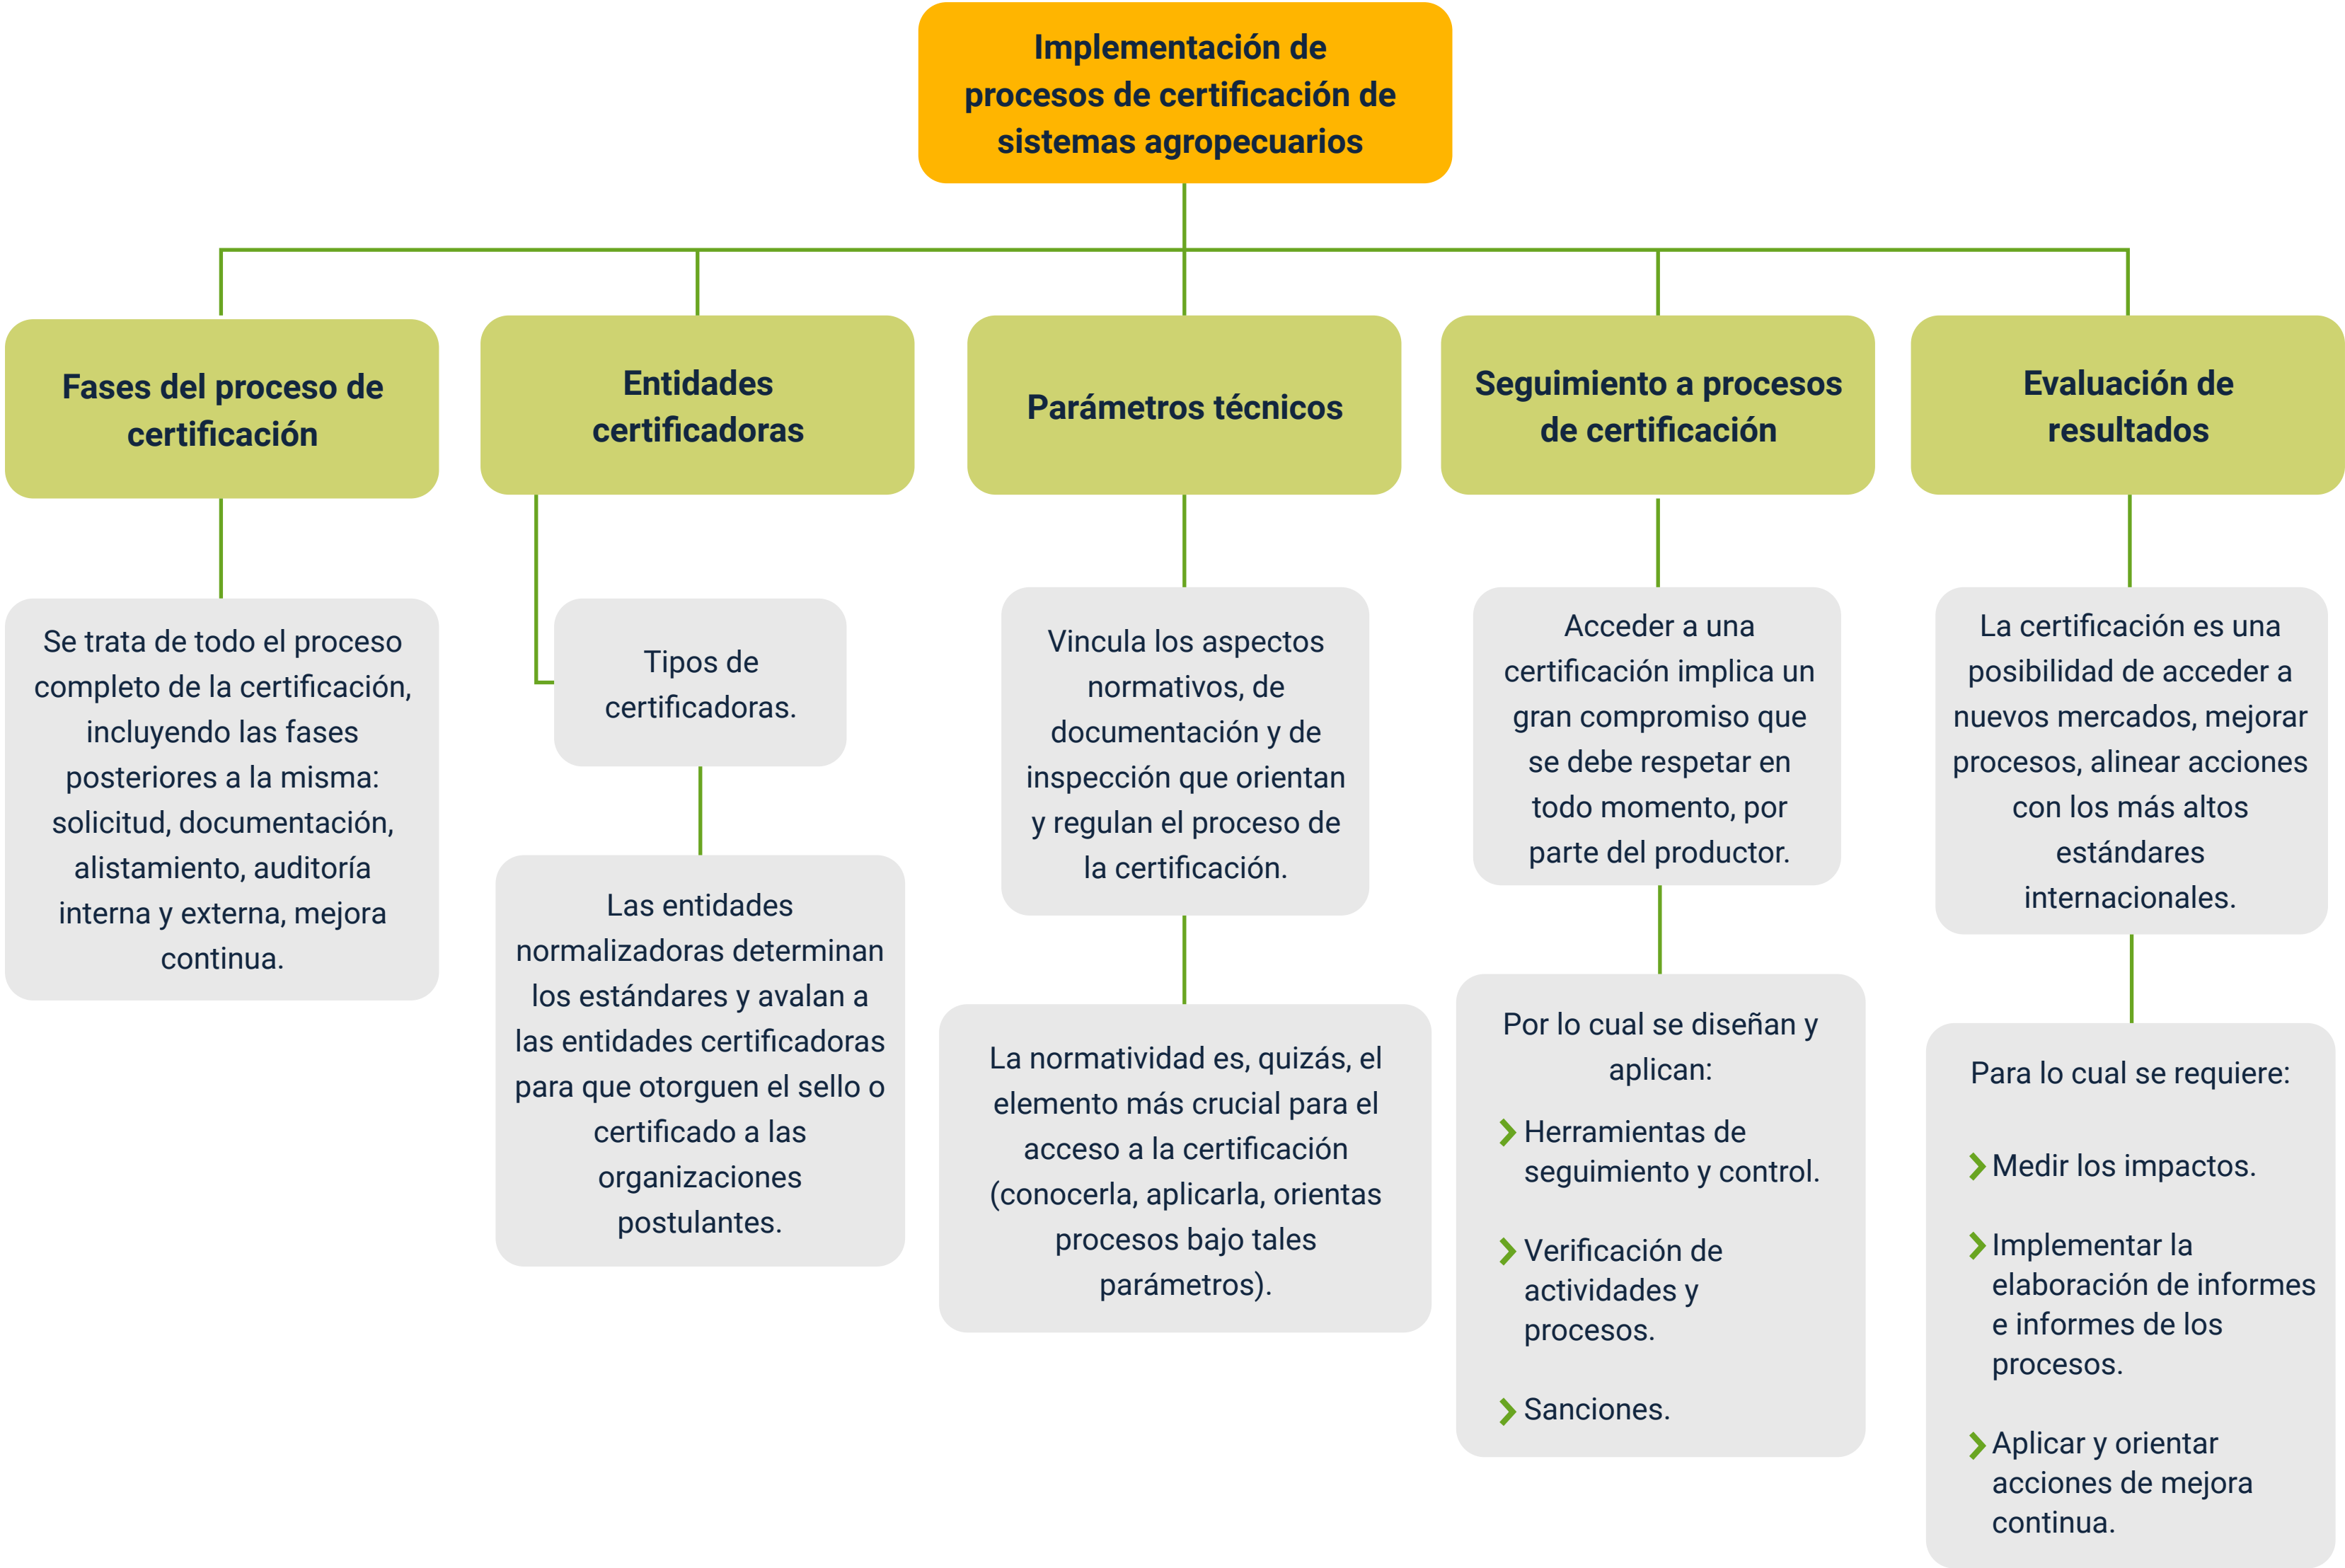 Implementación de
procesos de certificación de
sistemas agropecuarios
Fases del proceso de
certificación
Se trata de todo el proceso
completo de la certificación,
incluyendo las fases
posteriores a la misma:
solicitud, documentación,
alistamiento, auditoría
interna y externa, mejora
continua.
Entidades
certificadoras
Tipos de
certificadoras.
Las entidades
normalizadoras determinan
los estándares y avalan a
las entidades certificadoras
para que otorguen el sello o
certificado a las
organizaciones
postulantes.
Parámetros técnicos
Vincula los aspectos
normativos, de
documentación y de
inspección que orientan
y regulan el proceso de
la certificación.
La normatividad es, quizás, el
elemento más crucial para el
acceso a la certificación
(conocerla, aplicarla, orientas
procesos bajo tales
parámetros).
Seguimiento a procesos
de certificación
Acceder a una
certificación implica un
gran compromiso que
se debe respetar en
todo momento, por
parte del productor.
Por lo cual se diseñan y
aplican:
Herramientas de
seguimiento y control.
Verificación de
actividades y
procesos.
Sanciones.
Evaluación de
resultados
La certificación es una
posibilidad de acceder a
nuevos mercados, mejorar
procesos, alinear acciones
con los más altos
estándares
internacionales.
Para lo cual se requiere:
Medir los impactos.
Implementar la
elaboración de informes
e informes de los
procesos.
Aplicar y orientar
acciones de mejora
continua.